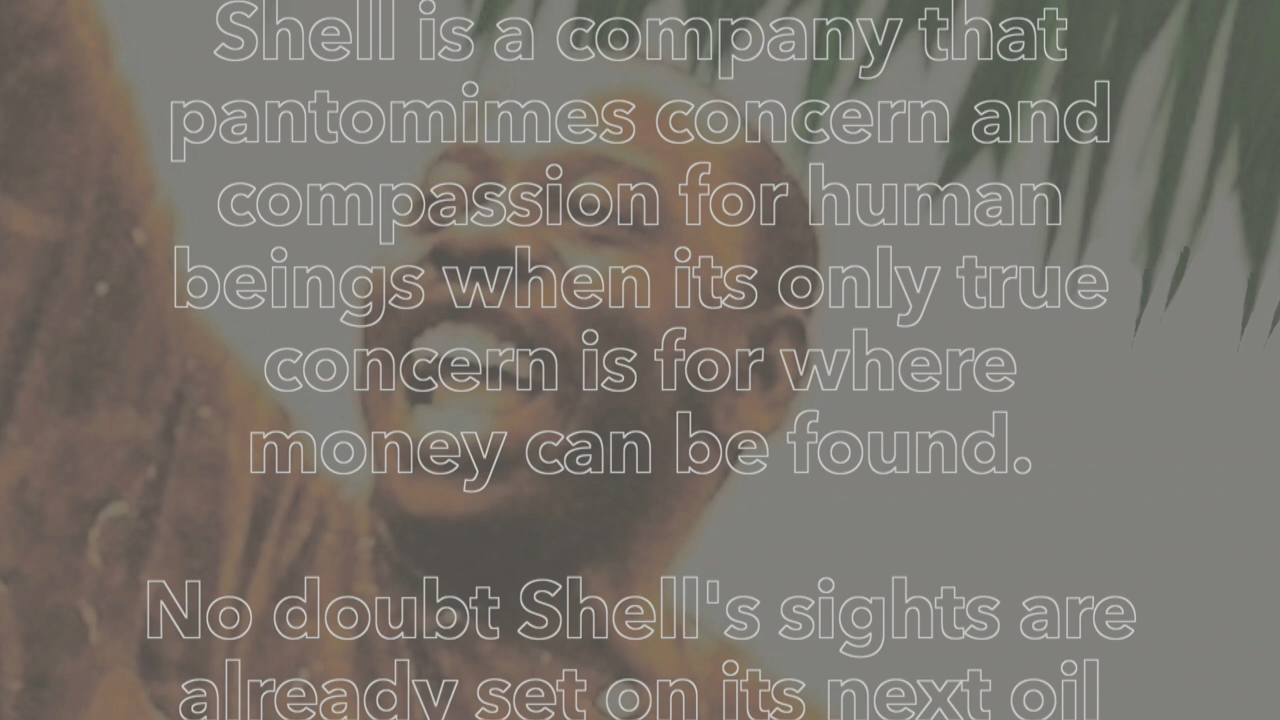 Shell is a company that
pantomimes concern and
compassion for human
beings when its only true
concern is for where
money can be found.
No doubt Shell's sights are
already set on its next oil